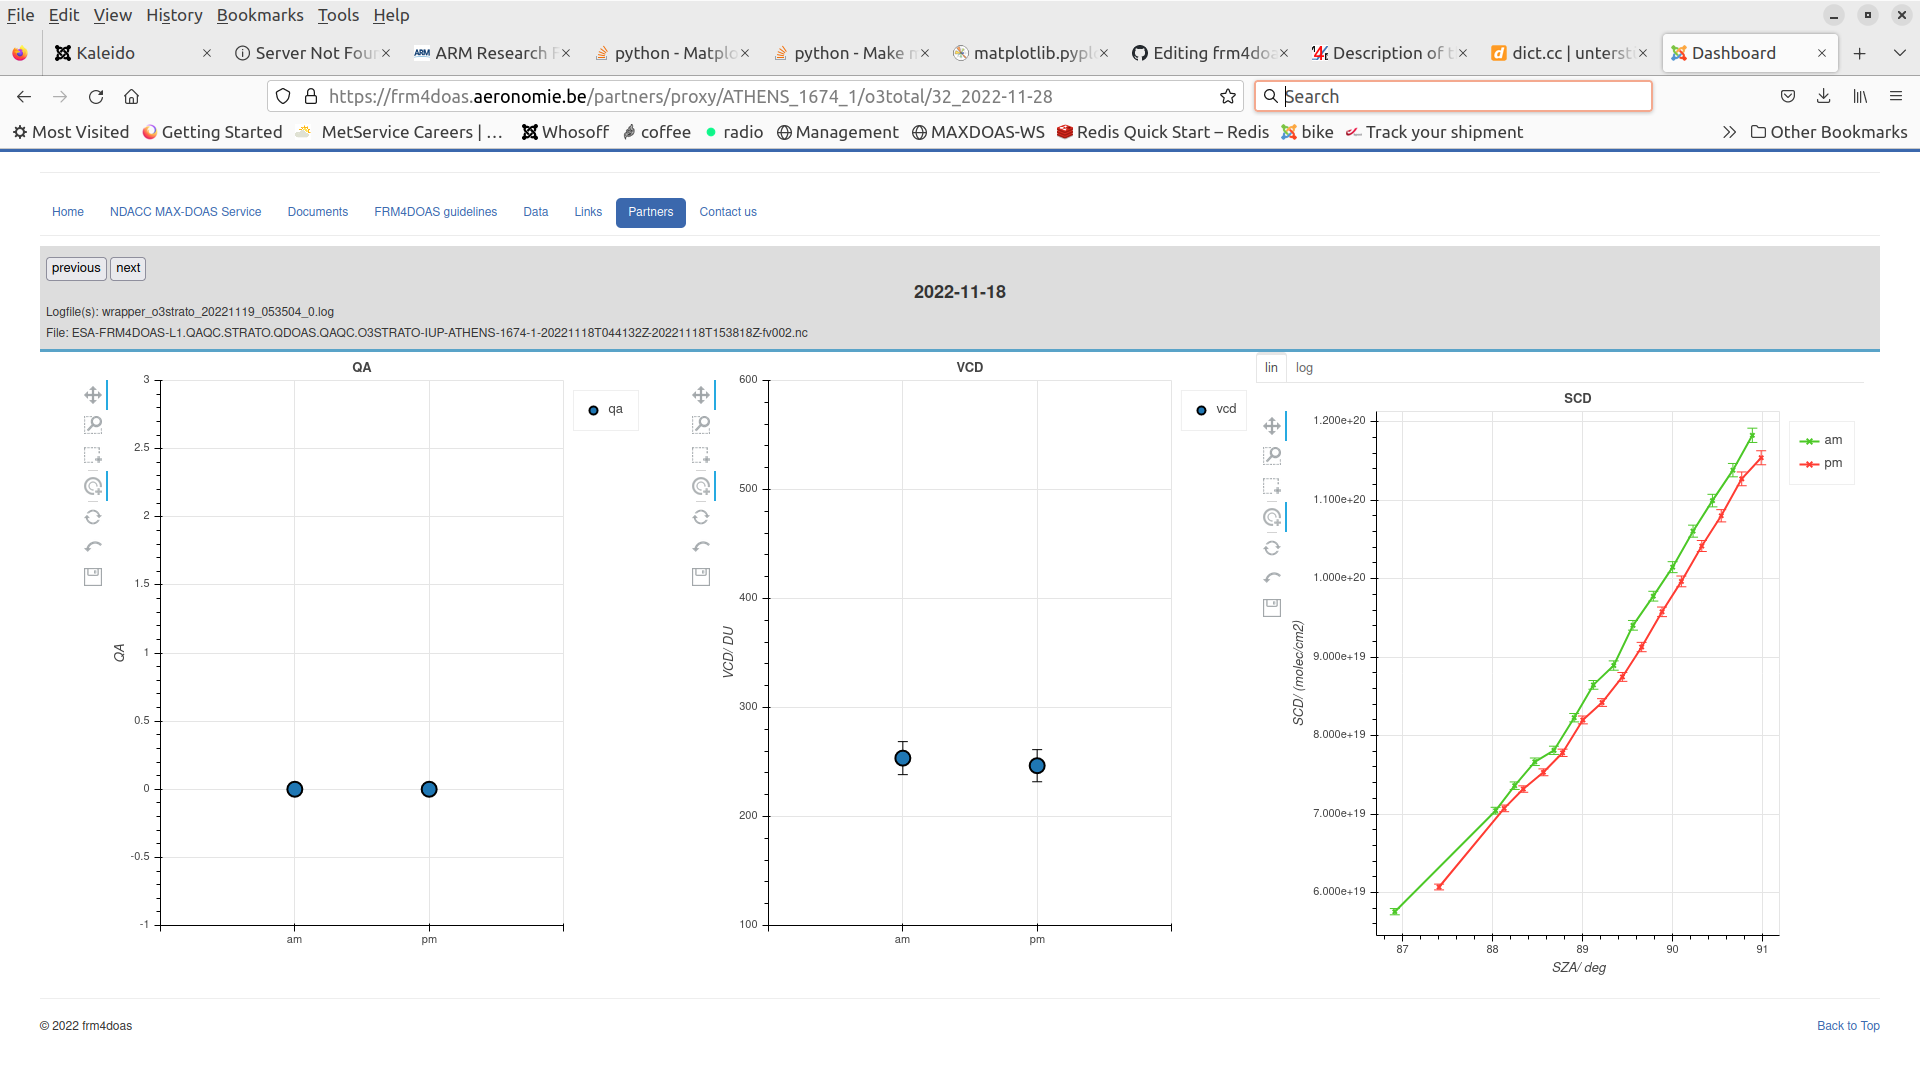 File Edit View History Bookmarks Tools Help
Kaleido
Server Not Four
ARM ARM Research F
python - Matplo
python - Make n
matplotlib.pyplo
Editing frm4doa
Description of t
dict.cc | unterst
Dashboard
https://frm4doas.aeronomie.be/partners/proxy/ATHENS_1674_1/o3total/32_2022-11-28
Search
Most Visited Getting Started MetService Careers | … Whosoff coffee radio Management MAXDOAS-WS Redis Quick Start – Redis bike Track your shipment Other Bookmarks
Home NDACC MAX-DOAS Service Documents FRM4DOAS guidelines Data Links Partners Contact us
previous next
2022-11-18
Logfile(s): wrapper_o3strato_20221119_053504_0.log
File: ESA-FRM4DOAS-L1.QAQC.STRATO.QDOAS.QAQC.O3STRATO-IUP-ATHENS-1674-1-20221118T044132Z-20221118T153818Z-fv002.nc
QA
3
2.5
2
1.5
1
0.5
0
-0.5
-1
QA
am pm
qa
VCD
600
500
400
300
200
100
VCD/ DU
am pm
vcd
lin log
SCD
1.200e+20
1.100e+20
1.000e+20
9.000e+19
8.000e+19
7.000e+19
6.000e+19
SCD/ (molec/cm2)
87 88 89 90 91
SZA/ deg
am
pm
© 2022 frm4doas
Back to Top